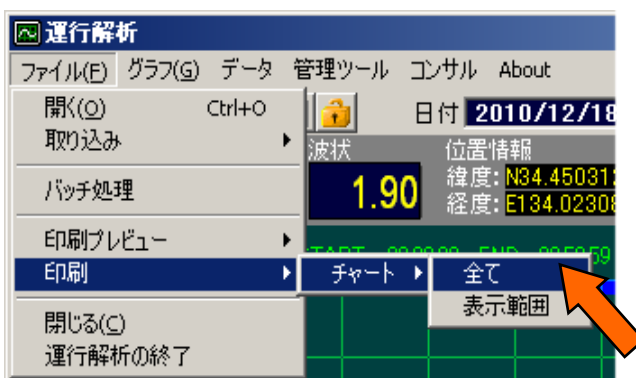 運行解析
ファイル(F) グラフ(G) データ 管理ツール コンサル About
開く(O) Ctrl+O
取り込み
バッチ処理
印刷プレビュー
印刷
閉じる(C)
運行解析の終了
チャート
全て
表示範囲
日付 2010/12/18
波状
1.90
位置情報
緯度: N34.45031
経度: E134.02308